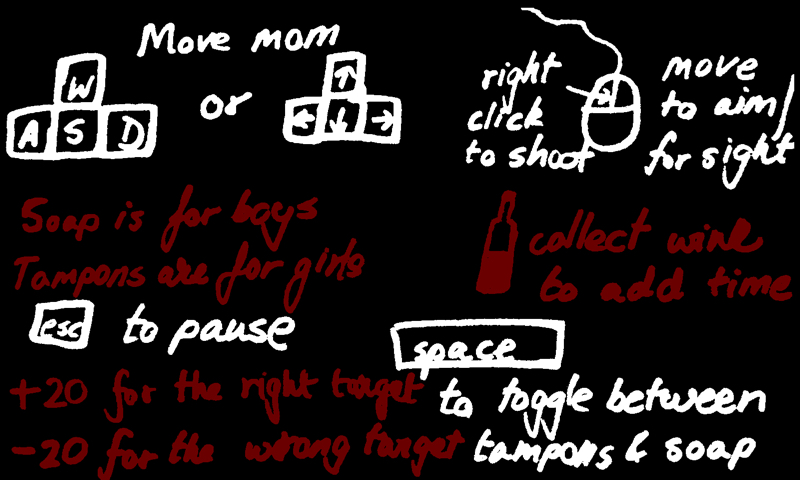 Move mom
W
A S D
or
↑
← ↓ →
right
click
to shoot
move
to aim/
for sight
Soap is for boys
Tampons are for girls
collect wine
to add time
esc to pause
space
to toggle between
tampons & soap
+20 for the right target
-20 for the wrong target